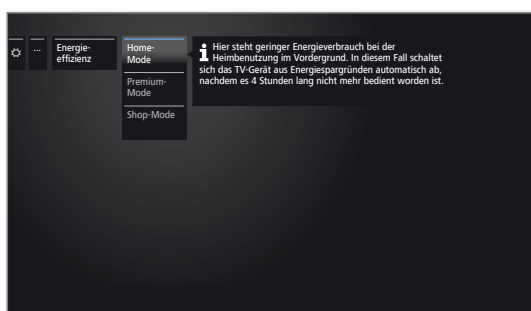 ...
Energie-
effizienz
Home-
Mode
Premium-
Mode
Shop-Mode
Hier steht geringer Energieverbrauch bei der
Heimbenutzung im Vordergrund. In diesem Fall schaltet
sich das TV-Gerät aus Energiespargründen automatisch ab,
nachdem es 4 Stunden lang nicht mehr bedient worden ist.